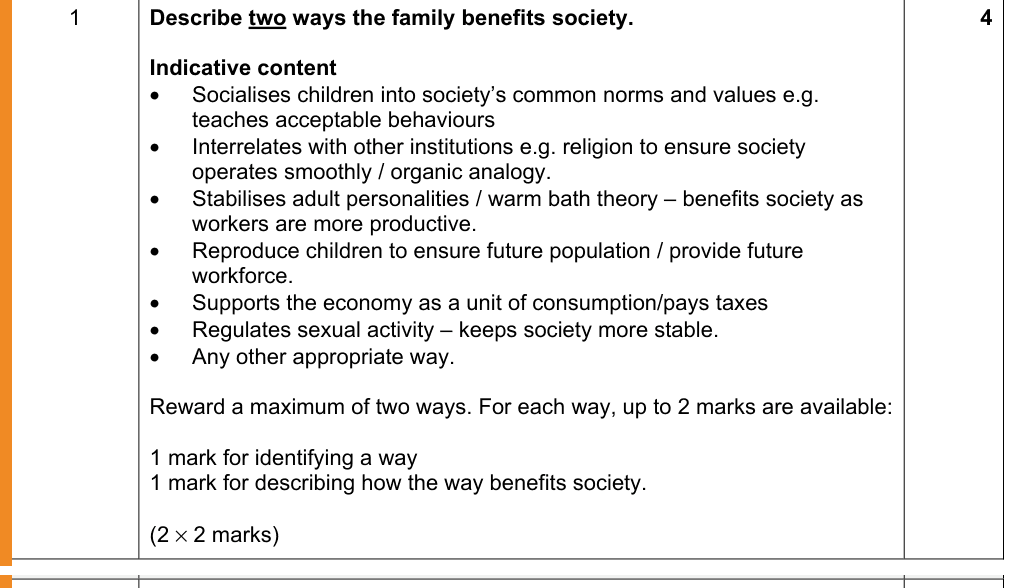 1 Describe two ways the family benefits society. 4
Indicative content
• Socialises children into society’s common norms and values e.g.
teaches acceptable behaviours
• Interrelates with other institutions e.g. religion to ensure society
operates smoothly / organic analogy.
• Stabilises adult personalities / warm bath theory – benefits society as
workers are more productive.
• Reproduce children to ensure future population / provide future
workforce.
• Supports the economy as a unit of consumption/pays taxes
• Regulates sexual activity – keeps society more stable.
• Any other appropriate way.
Reward a maximum of two ways. For each way, up to 2 marks are available:
1 mark for identifying a way
1 mark for describing how the way benefits society.
(2 × 2 marks)